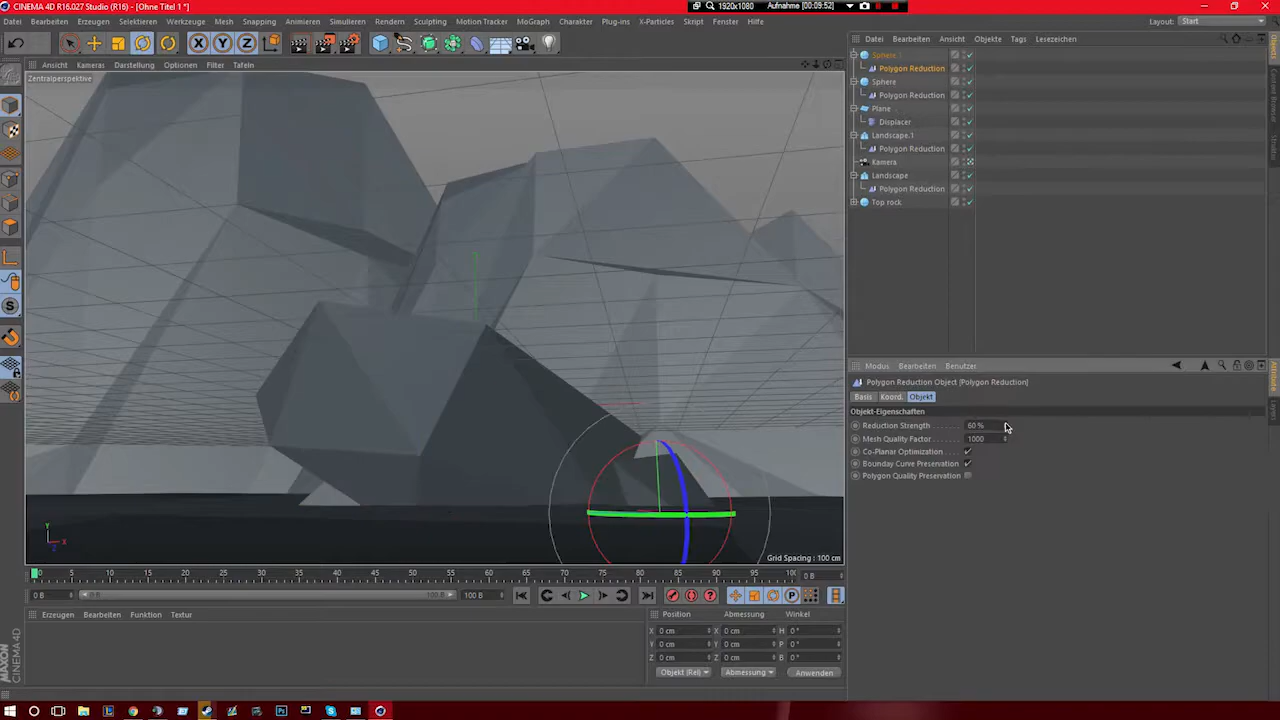 CINEMA 4D R16.027 Studio (R16) - [Ohne Titel 1 *]
1920x1080
Aufnahme (00:09:52)
Datei Bearbeiten Erzeugen Selektieren Werkzeuge Mesh Snapping Animieren Simulieren Rendern Sculpting Motion Tracker MoGraph Charakter Plug-ins X-Particles Skript Fenster Hilfe
Layout: Start
X Y Z
Datei Bearbeiten Ansicht Objekte Tags Lesezeichen
Ansicht Kameras Darstellung Optionen Filter Tafeln
Zentralperspektive
Sphere.1
Polygon Reduction
Sphere
Polygon Reduction
Plane
Displacer
Landscape.1
Polygon Reduction
Kamera
Landscape
Polygon Reduction
Top rock
Modus Bearbeiten Benutzer
Polygon Reduction Object [Polygon Reduction]
Basis Koord. Objekt
Objekt-Eigenschaften
Reduction Strength 60 %
Mesh Quality Factor 1000
Co-Planar Optimization
Bounday Curve Preservation
Polygon Quality Preservation
Y
X
Z
Grid Spacing : 100 cm
0 5 10 15 20 25 30 35 40 45 50 55 60 65 70 75 80 85 90 95 100 0 B
0 B 0 B 100 B 100 B
Erzeugen Bearbeiten Funktion Textur
Position Abmessung Winkel
X 0 cm X 0 cm H 0 °
Y 0 cm Y 0 cm P 0 °
Z 0 cm Z 0 cm B 0 °
Objekt (Rel) Abmessung Anwenden
MAXON
CINEMA 4D